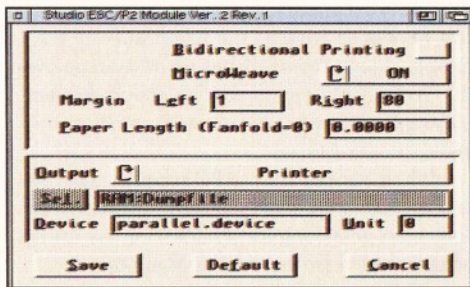 Studio ESC/P2 Module Ver. 2 Rev. 1
Bidirectional Printing
MicroWeave ON
Margin Left 1 Right 80
Paper Length (Fanfold=0) 0.0000
Output Printer
Sel. RAM:Dumpfile
Device parallel.device Unit 0
Save Default Cancel